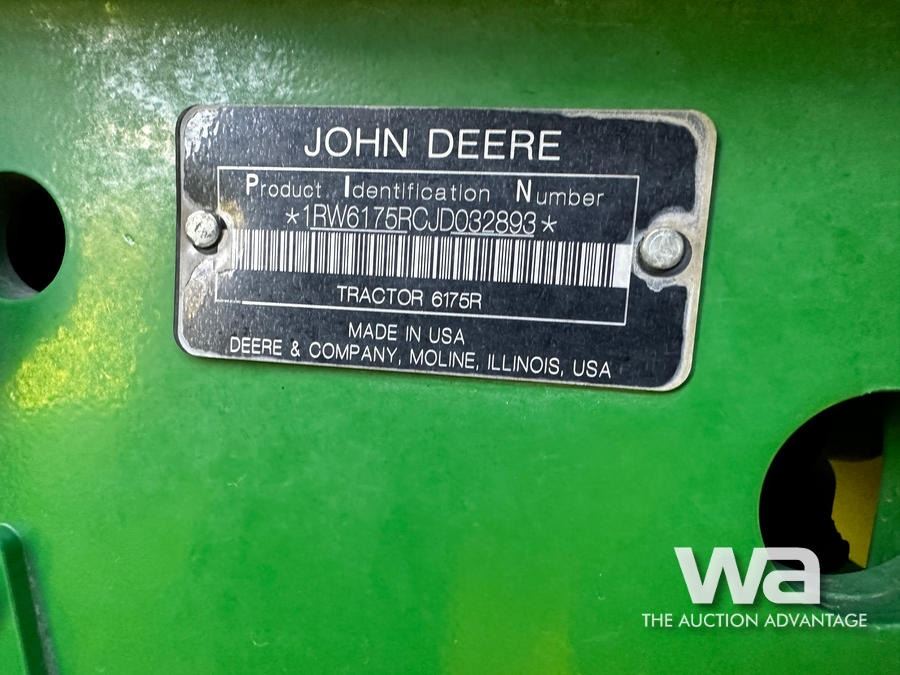 JOHN DEERE
Product Identification Number
*1RW6175RCJD032893*
TRACTOR 6175R
MADE IN USA
DEERE & COMPANY, MOLINE, ILLINOIS, USA
wa
THE AUCTION ADVANTAGE